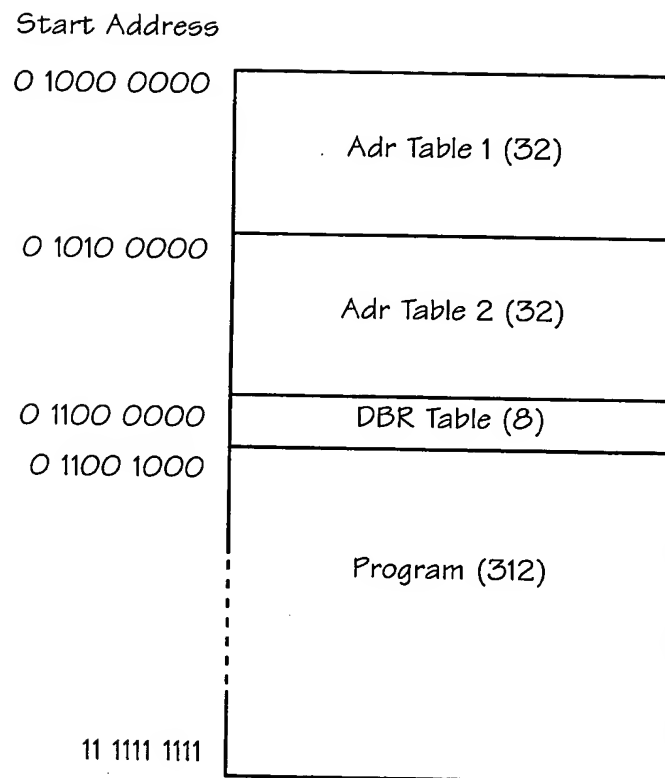 Start Address
0 1000 0000
Adr Table 1 (32)
0 1010 0000
Adr Table 2 (32)
0 1100 0000
DBR Table (8)
0 1100 1000
Program (312)
11 1111 1111